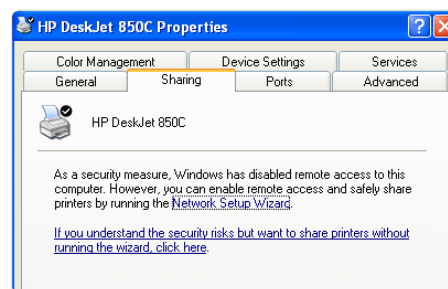 HP DeskJet 850C Properties
Color Management Device Settings Services
General Sharing Ports Advanced
HP DeskJet 850C
As a security measure, Windows has disabled remote access to this
computer. However, you can enable remote access and safely share
printers by running the Network Setup Wizard.
If you understand the security risks but want to share printers without
running the wizard, click here.